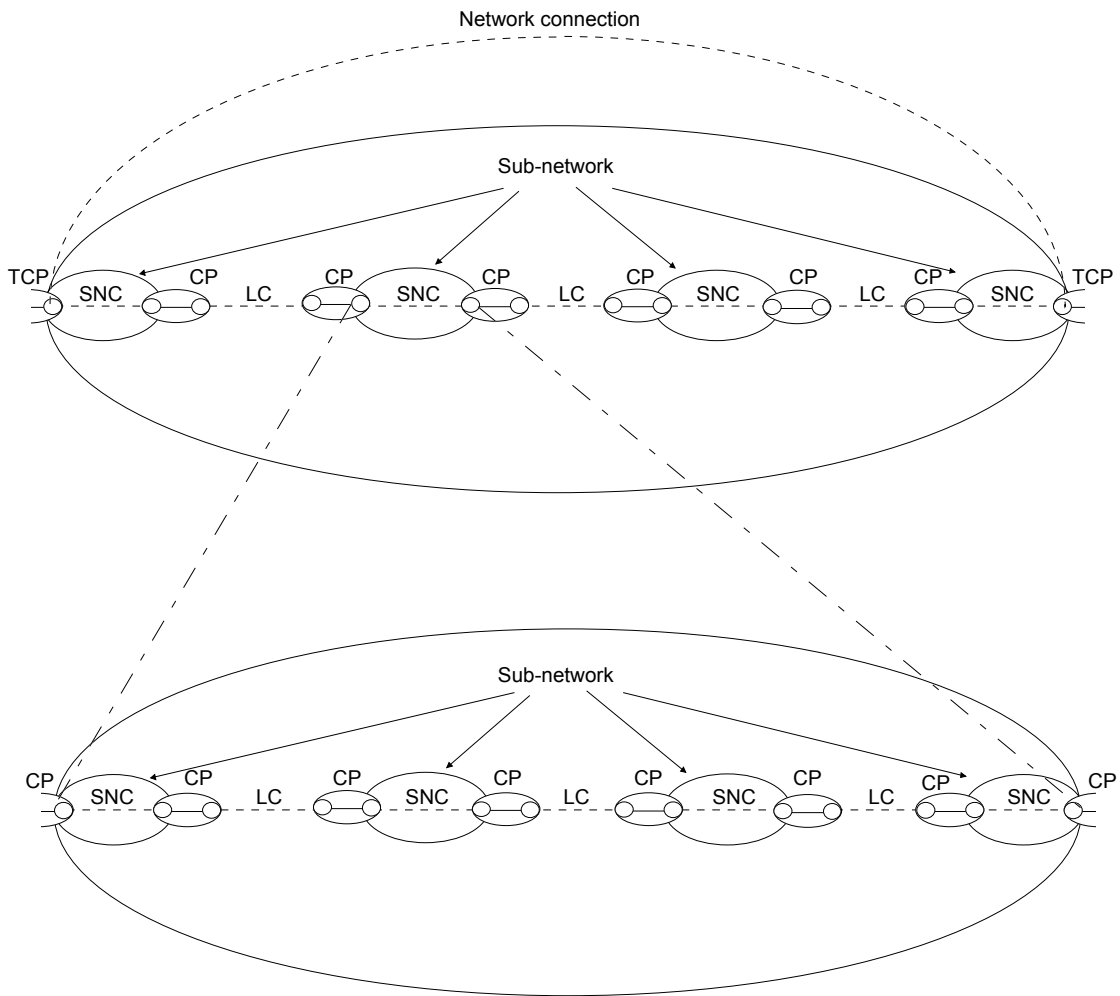 Network connection
Sub-network
TCP SNC CP LC CP SNC CP LC CP SNC CP LC CP SNC TCP
Sub-network
CP SNC CP LC CP SNC CP LC CP SNC CP LC CP SNC CP